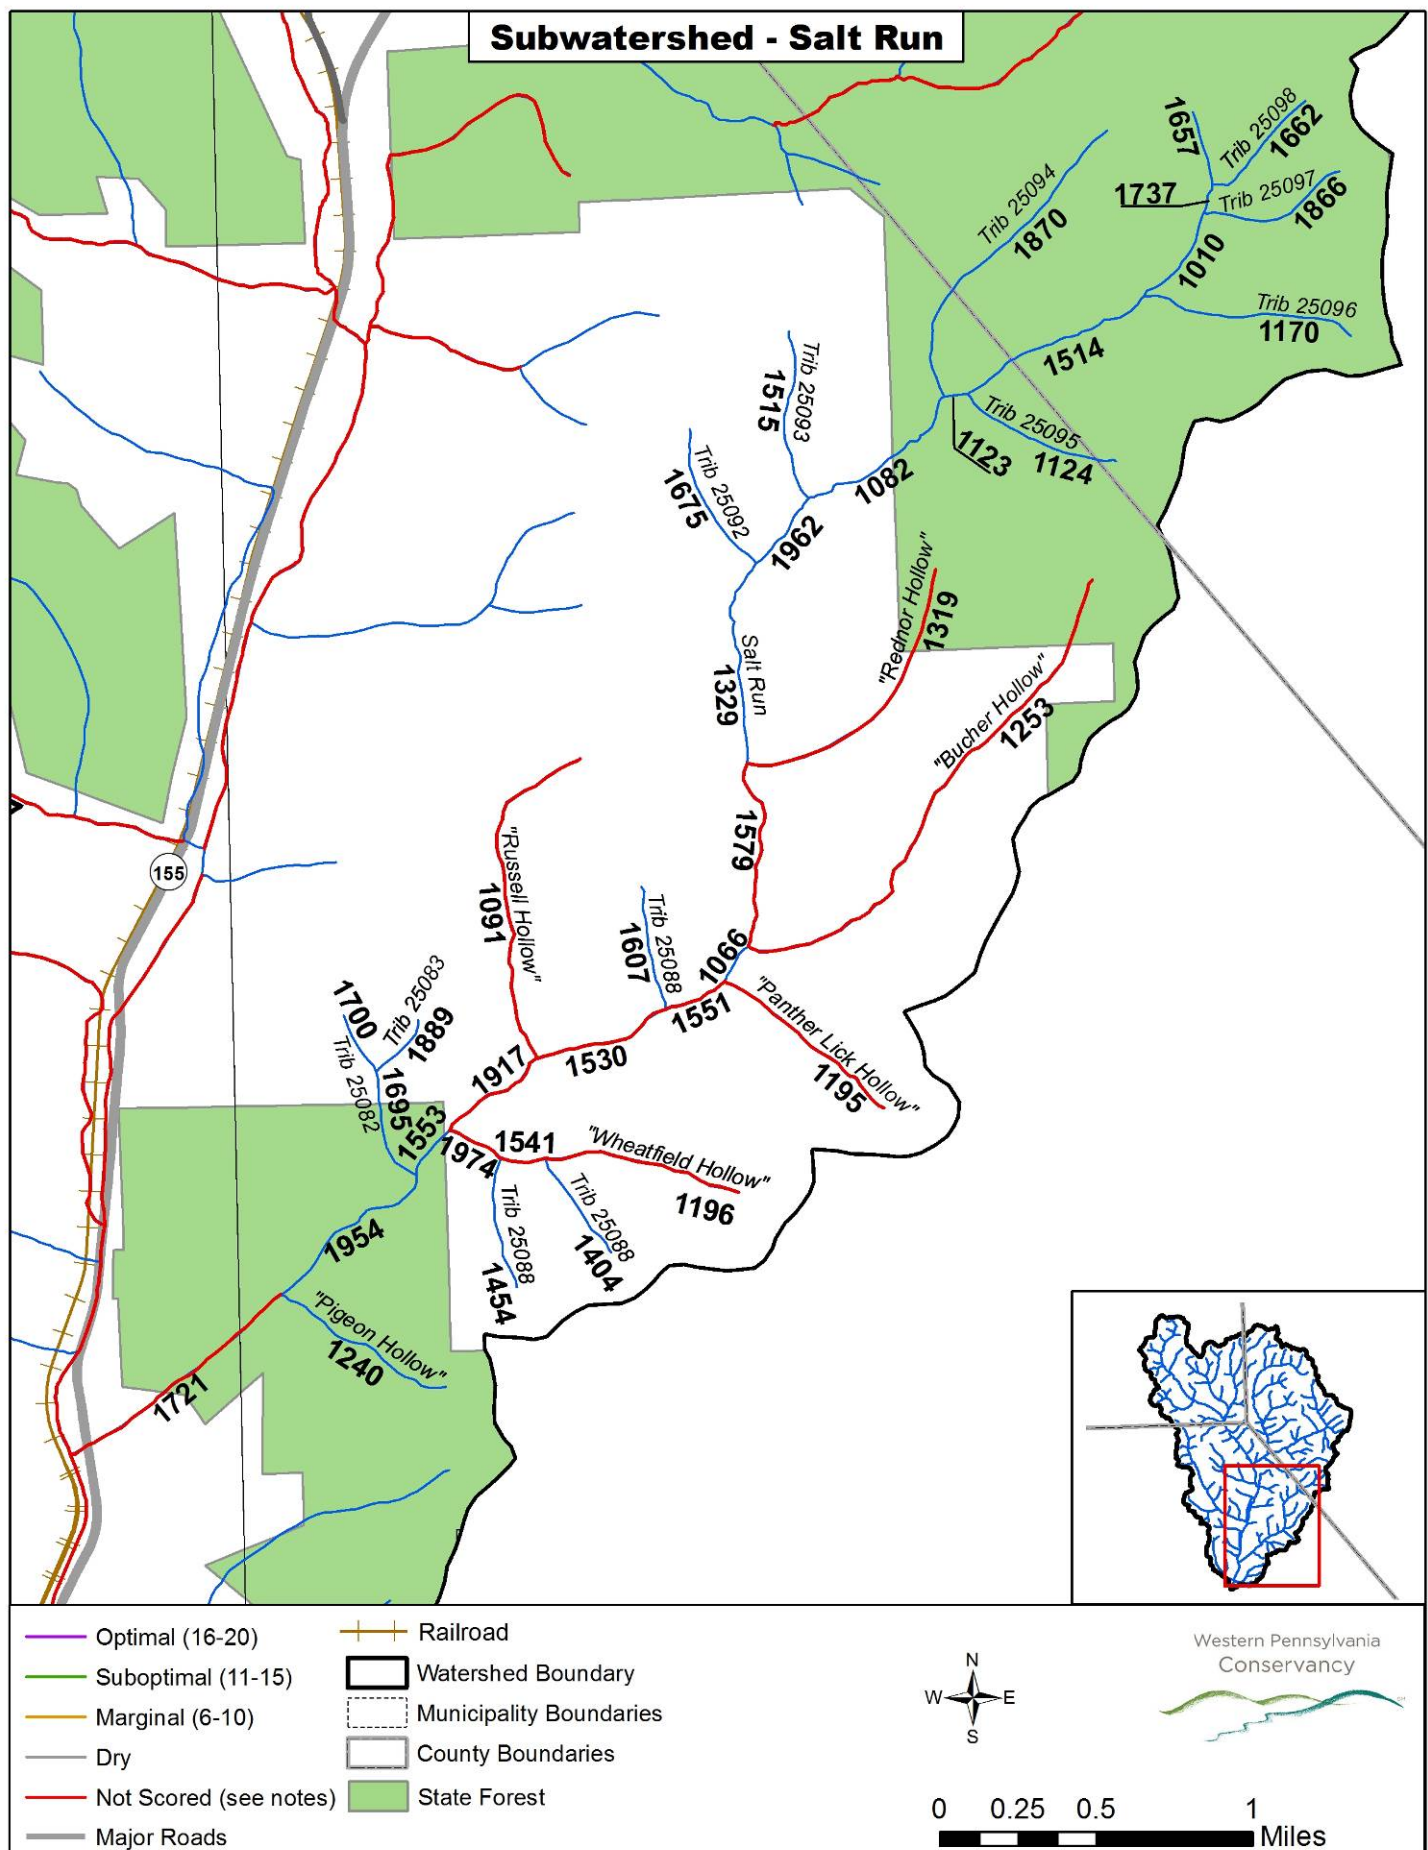 Subwatershed - Salt Run
1657
Trib 25098
1662
Trib 25094
1870
1737
Trib 25097
1866
1010
Trib 25096
1170
1514
Trib 25093
1515
Trib 25095
1124
1123
Trib 25092
1675
1082
1962
"Rednor Hollow"
1319
Salt Run
1329
"Bucher Hollow"
1253
1579
155
"Russell Hollow"
1091
Trib 25088
1607
1066
1551
"Panther Lick Hollow"
1195
1700
Trib 25083
1889
Trib 25082
1695
1553
1917
1530
1974
1541
"Wheatfield Hollow"
1196
Trib 25088
1454
Trib 25088
1404
1954
"Pigeon Hollow"
1240
1721
Optimal (16-20)
Suboptimal (11-15)
Marginal (6-10)
Dry
Not Scored (see notes)
Major Roads
Railroad
Watershed Boundary
Municipality Boundaries
County Boundaries
State Forest
N
W E
S
Western Pennsylvania
Conservancy
0 0.25 0.5 1
Miles